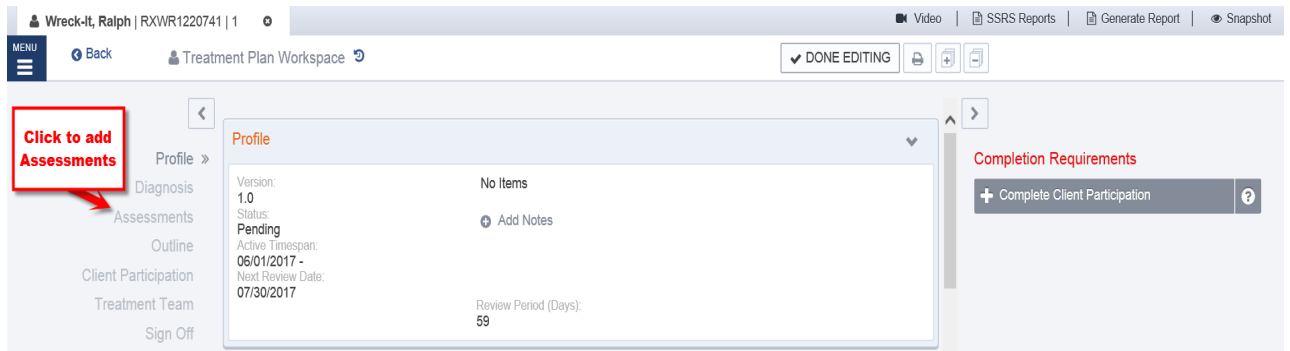 Wreck-It, Ralph | RXWR1220741 | 1
Video | SSRS Reports | Generate Report | Snapshot
MENU
Back
Treatment Plan Workspace
DONE EDITING
Click to add
Assessments
Profile »
Diagnosis
Assessments
Outline
Client Participation
Treatment Team
Sign Off
Profile
Version:
1.0
Status:
Pending
Active Timespan:
06/01/2017 -
Next Review Date:
07/30/2017
No Items
Add Notes
Review Period (Days):
59
Completion Requirements
Complete Client Participation ?